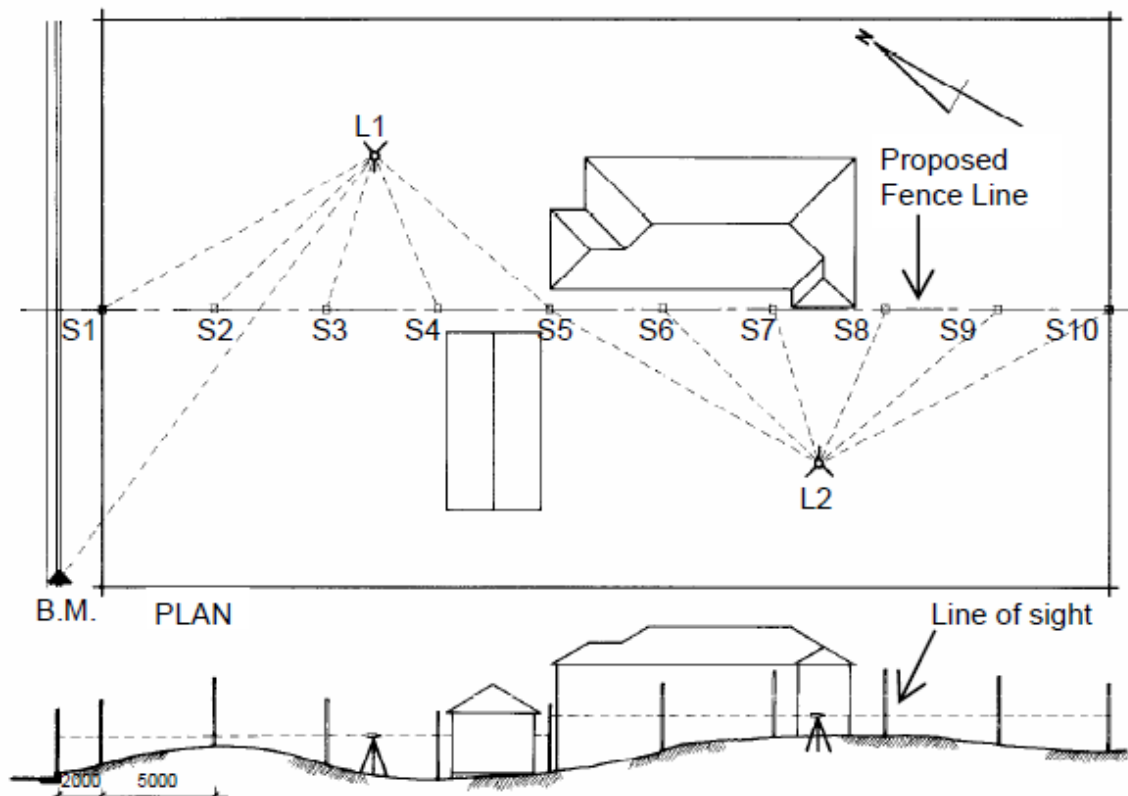 N
L1
Proposed
Fence Line
S1 S2 S3 S4 S5 S6 S7 S8 S9 S10
L2
B.M. PLAN
Line of sight
2000 5000